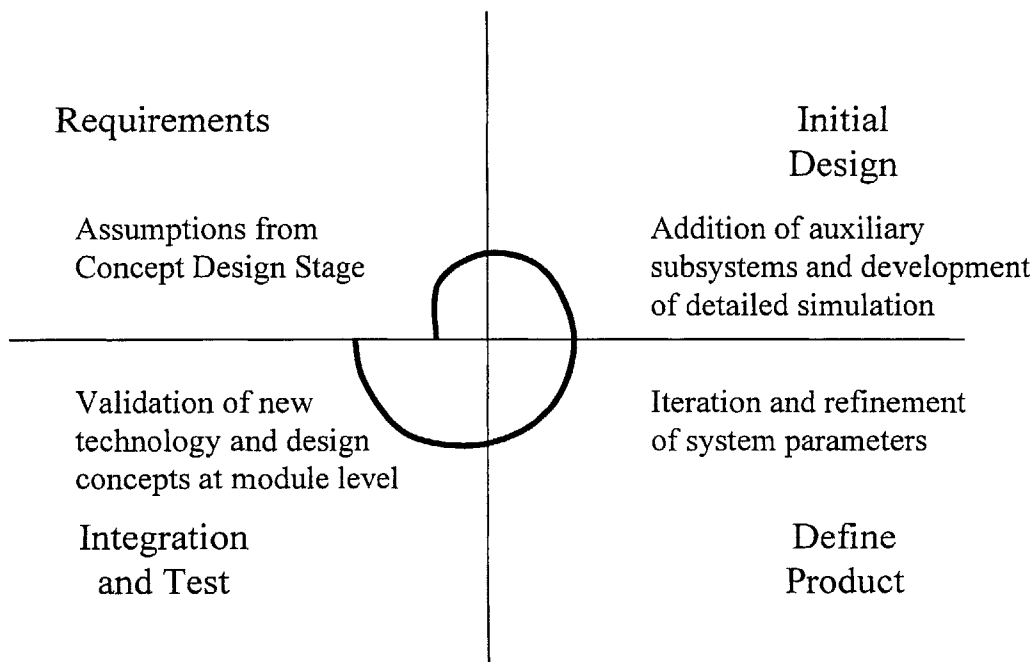 Requirements
Assumptions from
Concept Design Stage
Initial
Design
Addition of auxiliary
subsystems and development
of detailed simulation
Validation of new
technology and design
concepts at module level
Integration
and Test
Iteration and refinement
of system parameters
Define
Product